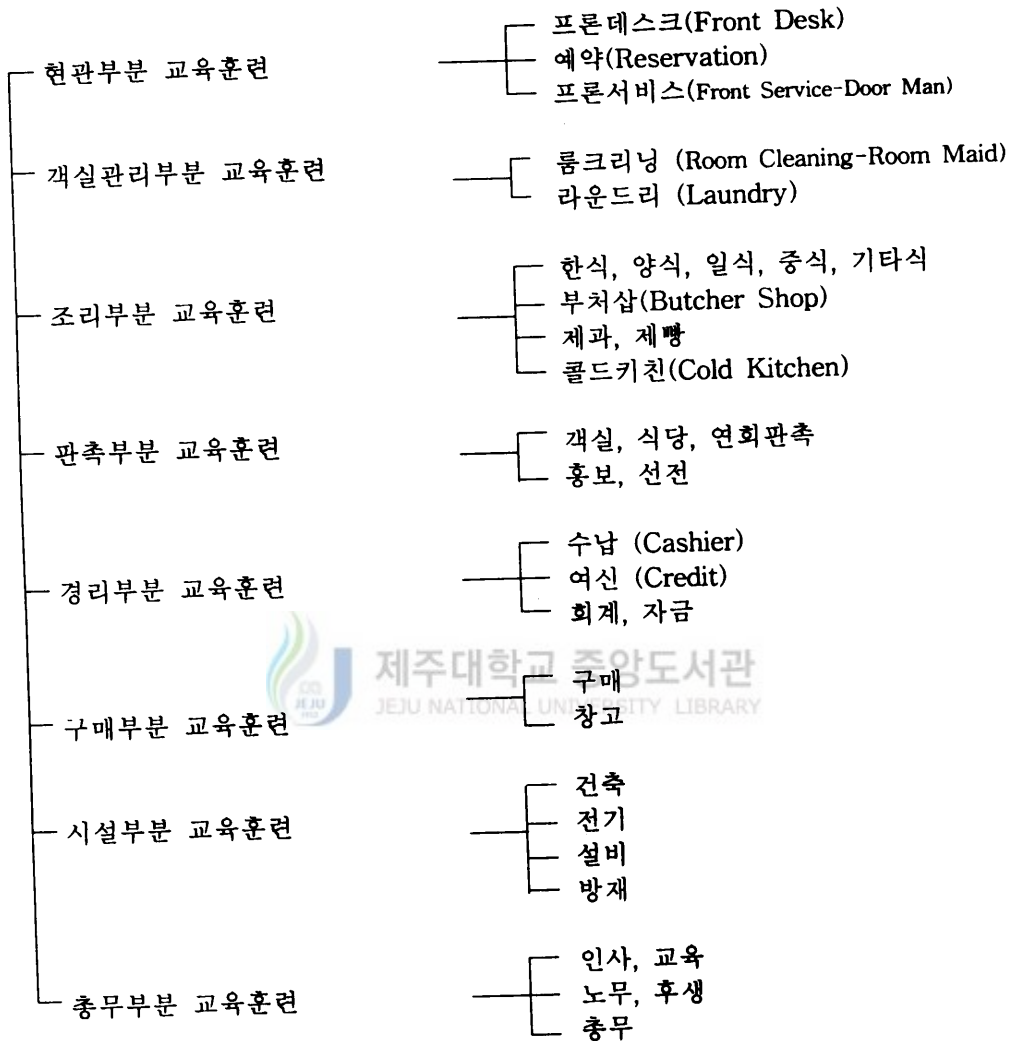 현관부분 교육훈련
프론데스크(Front Desk)
예약(Reservation)
프론서비스(Front Service-Door Man)
객실관리부분 교육훈련
룸크리닝 (Room Cleaning-Room Maid)
라운드리 (Laundry)
조리부분 교육훈련
한식, 양식, 일식, 중식, 기타식
부처샵(Butcher Shop)
제과, 제빵
콜드키친(Cold Kitchen)
판촉부분 교육훈련
객실, 식당, 연회판촉
홍보, 선전
경리부분 교육훈련
수납 (Cashier)
여신 (Credit)
회계, 자금
제주대학교 중앙도서관
JEJU NATIONAL UNIVERSITY LIBRARY
JEJU
1952
구매부분 교육훈련
구매
창고
시설부분 교육훈련
건축
전기
설비
방재
총무부분 교육훈련
인사, 교육
노무, 후생
총무